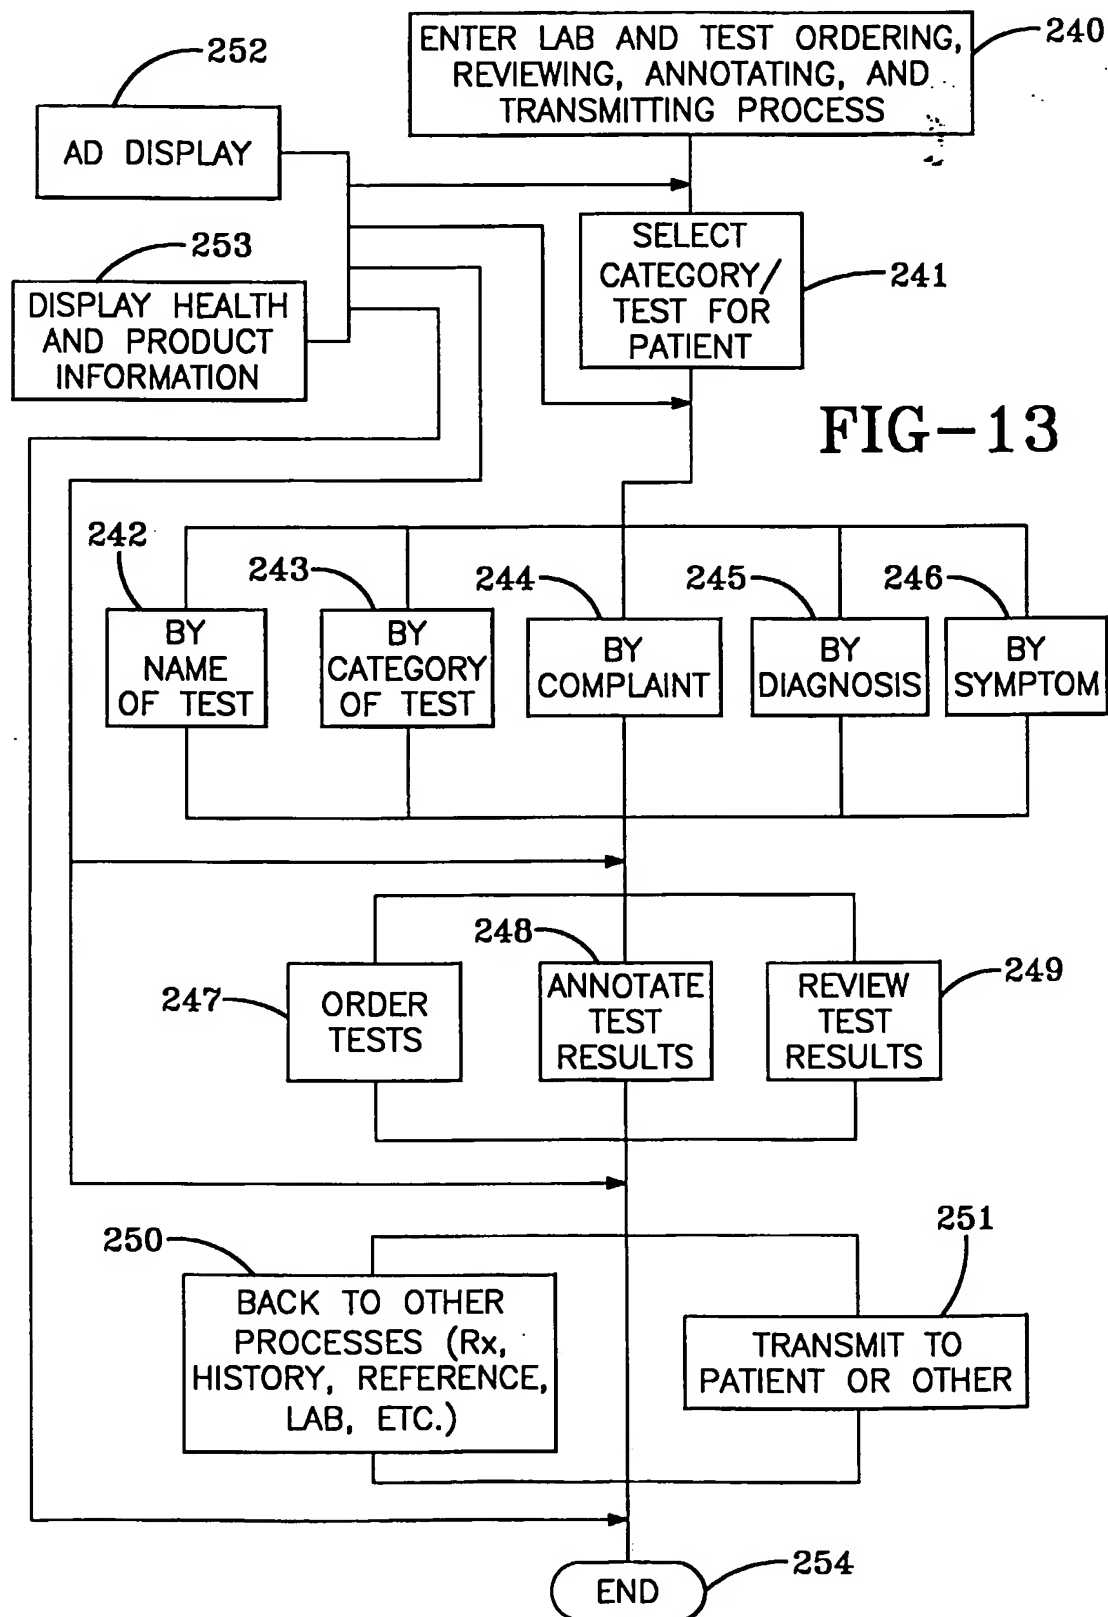 252
ENTER LAB AND TEST ORDERING,
REVIEWING, ANNOTATING, AND
TRANSMITTING PROCESS
240
AD DISPLAY
253
SELECT
CATEGORY/
TEST FOR
PATIENT
241
DISPLAY HEALTH
AND PRODUCT
INFORMATION
FIG-13
242
243
244
245
246
BY
NAME
OF TEST
BY
CATEGORY
OF TEST
BY
COMPLAINT
BY
DIAGNOSIS
BY
SYMPTOM
247
ORDER
TESTS
248
ANNOTATE
TEST
RESULTS
REVIEW
TEST
RESULTS
249
250
BACK TO OTHER
PROCESSES (Rx,
HISTORY, REFERENCE,
LAB, ETC.)
251
TRANSMIT TO
PATIENT OR OTHER
END
254